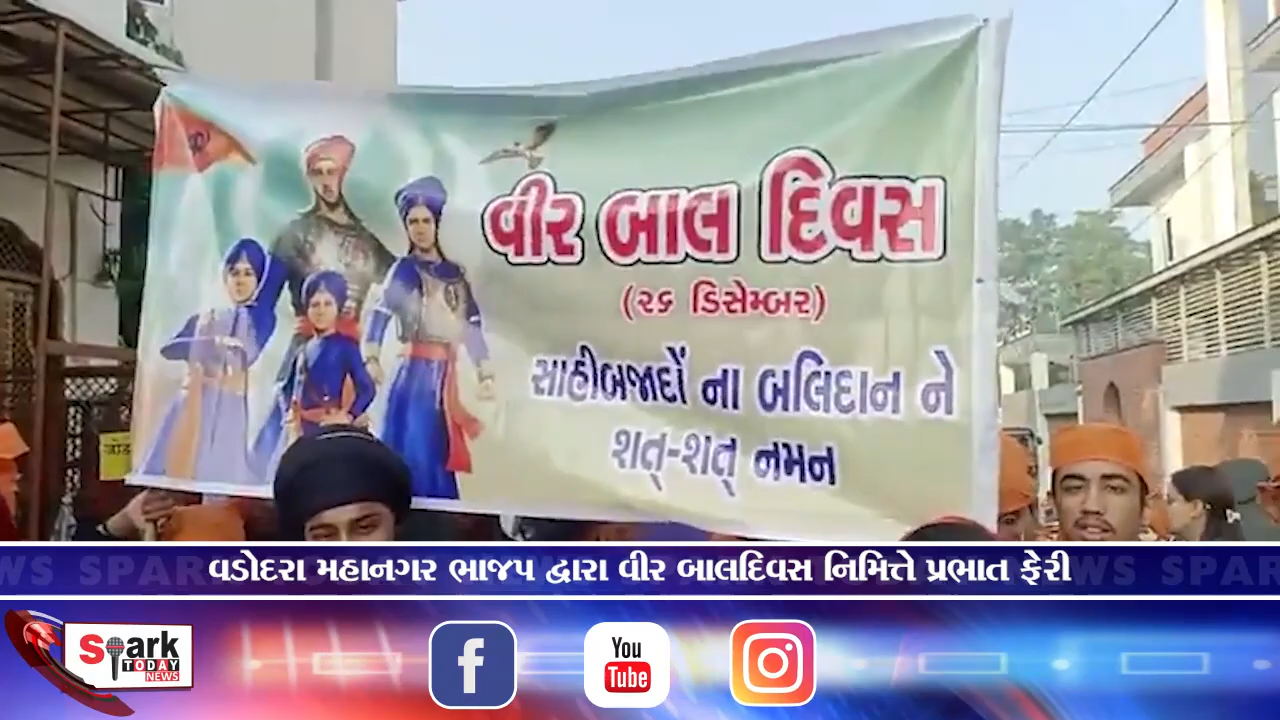 વીર બાલ દિવસ
(૨૬ ડિસેમ્બર)
સાહીબજાદોં ના બલિદાન ને
શત્-શત્ નમન
વડોદરા મહાનગર ભાજપ દ્વારા વીર બાલદિવસ નિમિત્તે પ્રભાત ફેરી
Spark
TODAY
NEWS
You
Tube